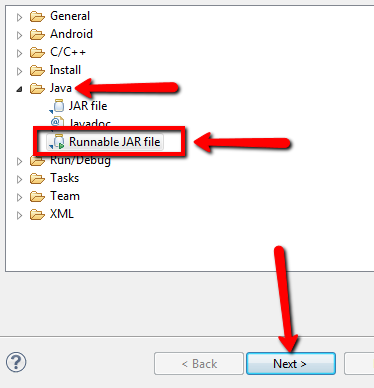 General
Android
C/C++
Install
Java
JAR file
Javadoc
Runnable JAR file
Run/Debug
Tasks
Team
XML
?
< Back
Next >